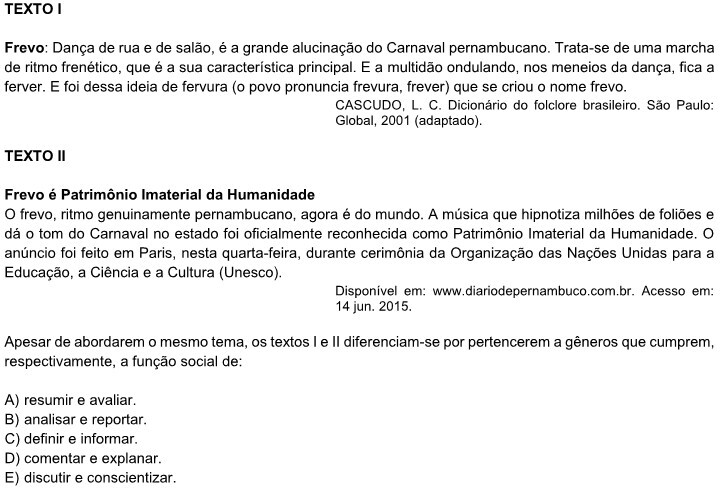 TEXTO I
Frevo: Dança de rua e de salão, é a grande alucinação do Carnaval pernambucano. Trata-se de uma marcha
de ritmo frenético, que é a sua característica principal. E a multidão ondulando, nos meneios da dança, fica a
ferver. E foi dessa ideia de fervura (o povo pronuncia frevura, frever) que se criou o nome frevo.
CASCUDO, L. C. Dicionário do folclore brasileiro. São Paulo:
Global, 2001 (adaptado).
TEXTO II
Frevo é Patrimônio Imaterial da Humanidade
O frevo, ritmo genuinamente pernambucano, agora é do mundo. A música que hipnotiza milhões de foliões e
dá o tom do Carnaval no estado foi oficialmente reconhecida como Patrimônio Imaterial da Humanidade. O
anúncio foi feito em Paris, nesta quarta-feira, durante cerimônia da Organização das Nações Unidas para a
Educação, a Ciência e a Cultura (Unesco).
Disponível em: www.diariodepernambuco.com.br. Acesso em:
14 jun. 2015.
Apesar de abordarem o mesmo tema, os textos I e II diferenciam-se por pertencerem a gêneros que cumprem,
respectivamente, a função social de:
A) resumir e avaliar.
B) analisar e reportar.
C) definir e informar.
D) comentar e explanar.
E) discutir e conscientizar.